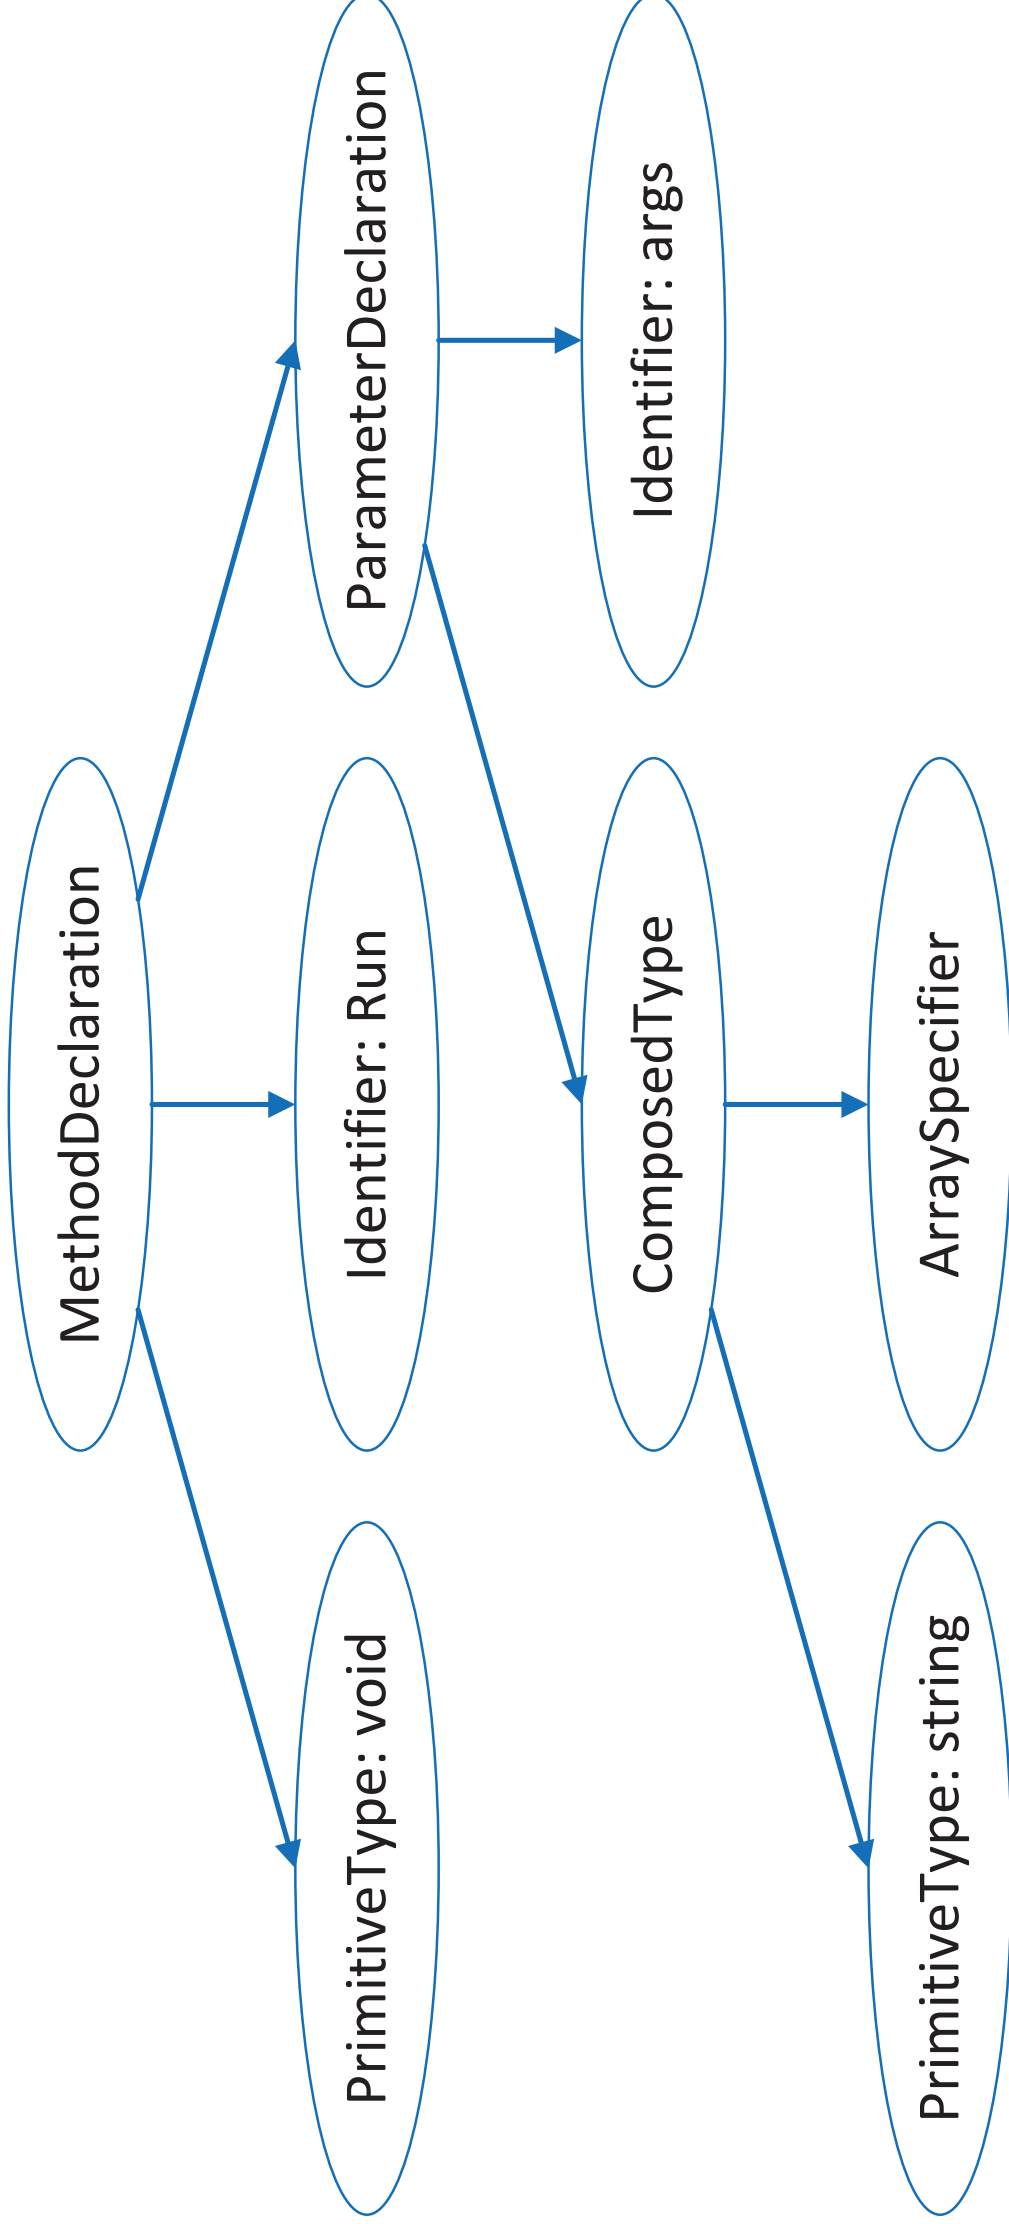 MethodDeclaration
PrimitiveType: void
Identifier: Run
ParameterDeclaration
ComposedType
Identifier: args
PrimitiveType: string
ArraySpecifier